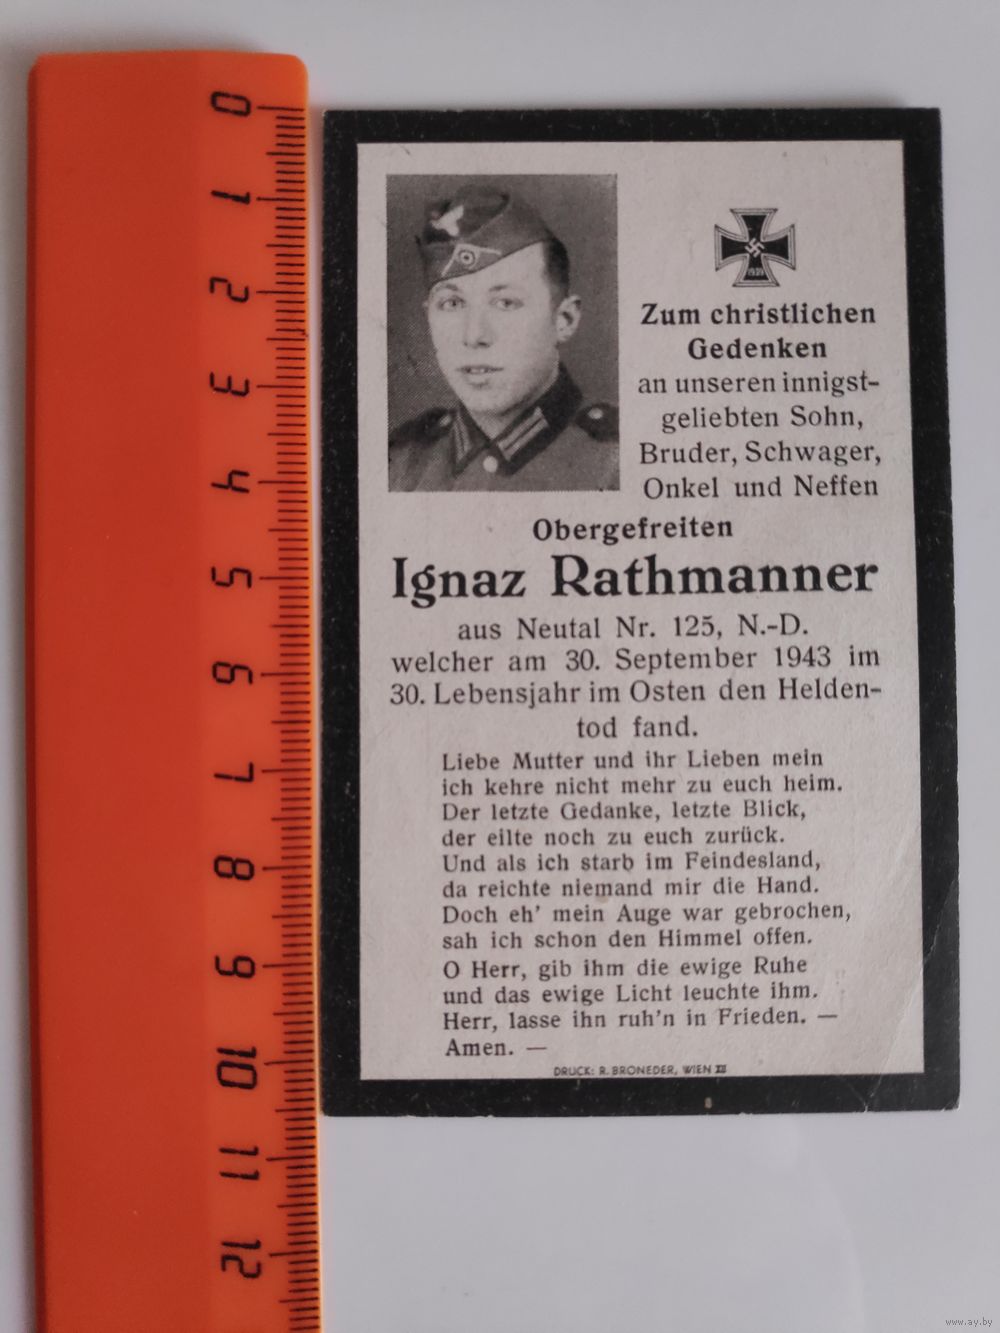 0
1
2
3
4
5
6
7
8
9
10
11
12
1939
Zum christlichen
Gedenken
an unseren innigst-
geliebten Sohn,
Bruder, Schwager,
Onkel und Neffen
Obergefreiten
Ignaz Rathmanner
aus Neutal Nr. 125, N.-D.
welcher am 30. September 1943 im
30. Lebensjahr im Osten den Helden-
tod fand.
Liebe Mutter und ihr Lieben mein
ich kehre nicht mehr zu euch heim.
Der letzte Gedanke, letzte Blick,
der eilte noch zu euch zurück.
Und als ich starb im Feindesland,
da reichte niemand mir die Hand.
Doch eh' mein Auge war gebrochen,
sah ich schon den Himmel offen.
O Herr, gib ihm die ewige Ruhe
und das ewige Licht leuchte ihm.
Herr, lasse ihn ruh'n in Frieden. —
Amen. —
DRUCK: R. BRONEDER, WIEN
www.ay.by